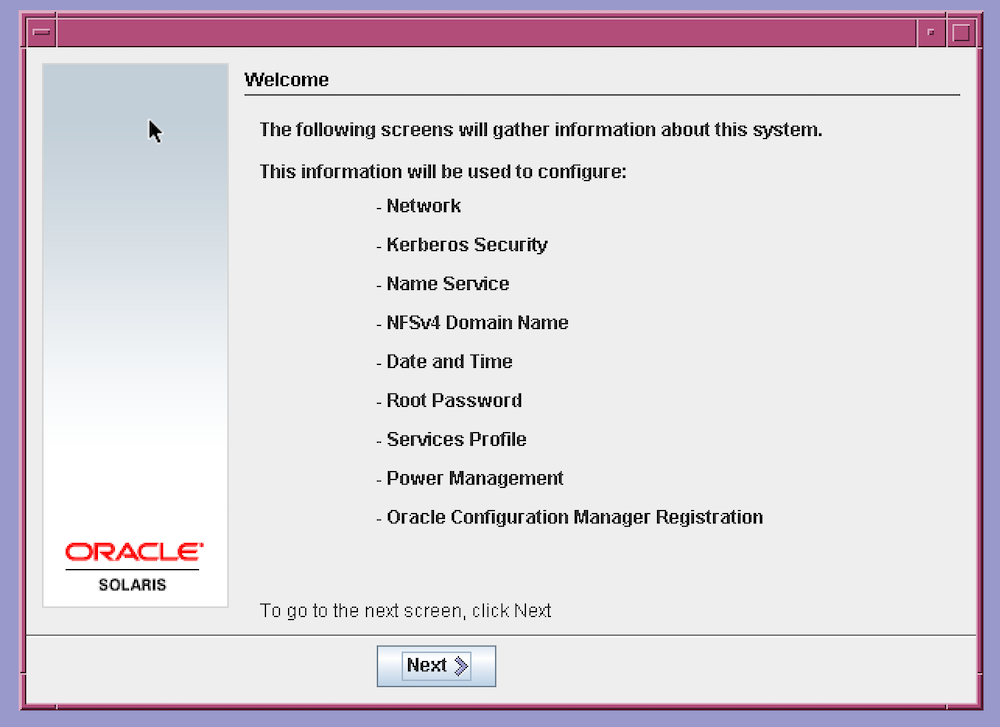 Welcome
The following screens will gather information about this system.
This information will be used to configure:
- Network
- Kerberos Security
- Name Service
- NFSv4 Domain Name
- Date and Time
- Root Password
- Services Profile
- Power Management
- Oracle Configuration Manager Registration
ORACLE
SOLARIS
To go to the next screen, click Next
Next